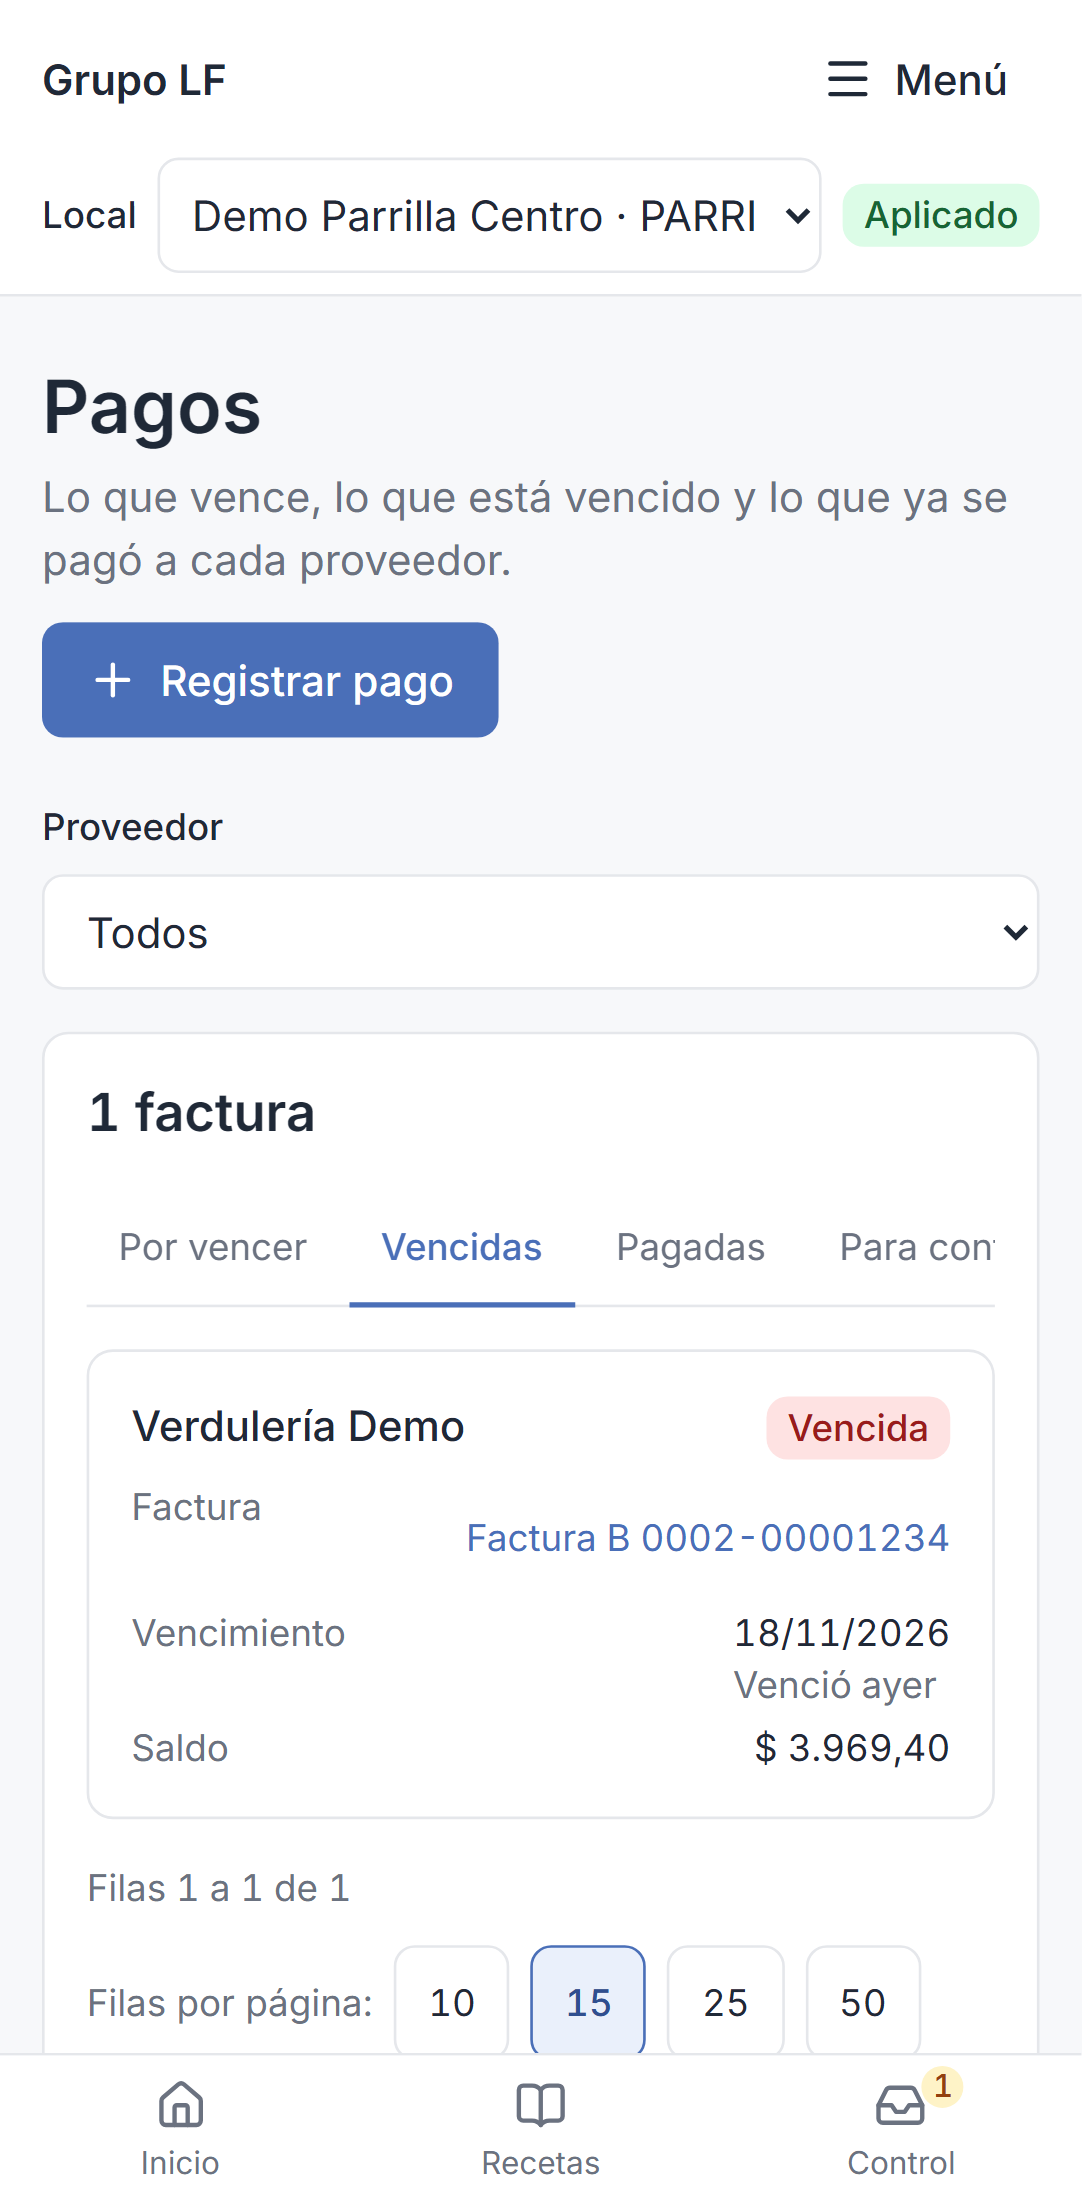 Grupo LF
Menú
Local
Demo Parrilla Centro · PARRI
Aplicado
Pagos
Lo que vence, lo que está vencido y lo que ya se
pagó a cada proveedor.
Registrar pago
Proveedor
Todos
1 factura
Por vencer
Vencidas
Pagadas
Para con
Verdulería Demo
Vencida
Factura
Factura B 0002-00001234
Vencimiento
18/11/2026
Venció ayer
Saldo
$ 3.969,40
Filas 1 a 1 de 1
Filas por página:
10
15
25
50
1
Inicio
Recetas
Control